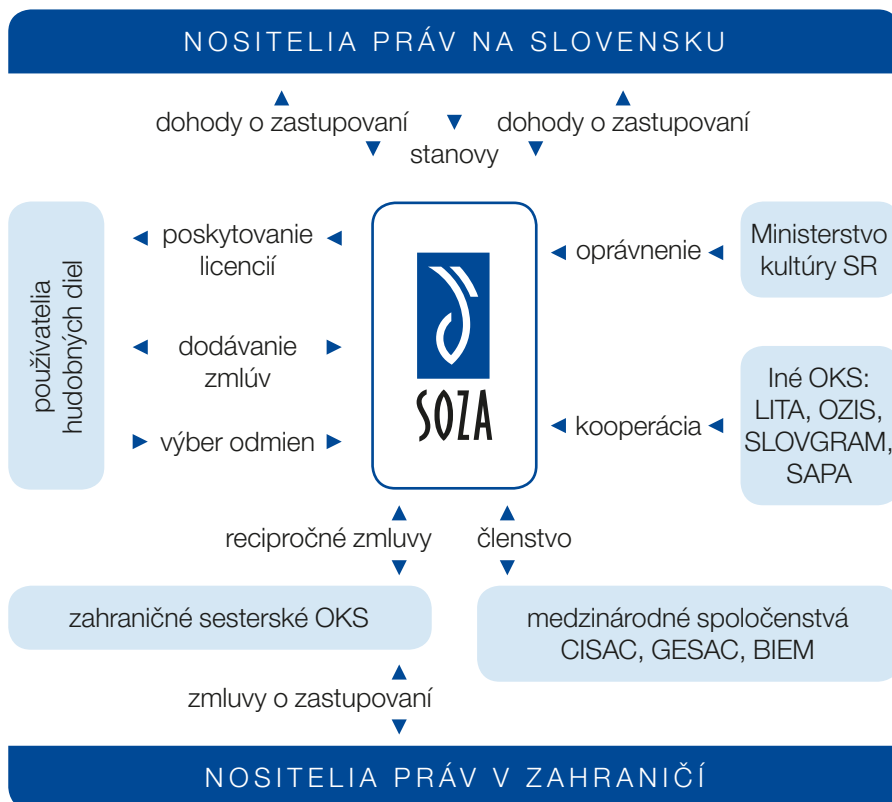 NOSITELIA PRÁV NA SLOVENSKU
dohody o zastupovaní
dohody o zastupovaní
stanovy
používatelia
hudobných diel
poskytovanie
licencií
dodávanie
zmlúv
výber odmien
SOZA
oprávnenie
Ministerstvo
kultúry SR
kooperácia
Iné OKS:
LITA, OZIS,
SLOVGRAM,
SAPA
recipročné zmluvy
členstvo
zahraničné sesterské OKS
medzinárodné spoločenstvá
CISAC, GESAC, BIEM
zmluvy o zastupovaní
NOSITELIA PRÁV V ZAHRANIČÍ